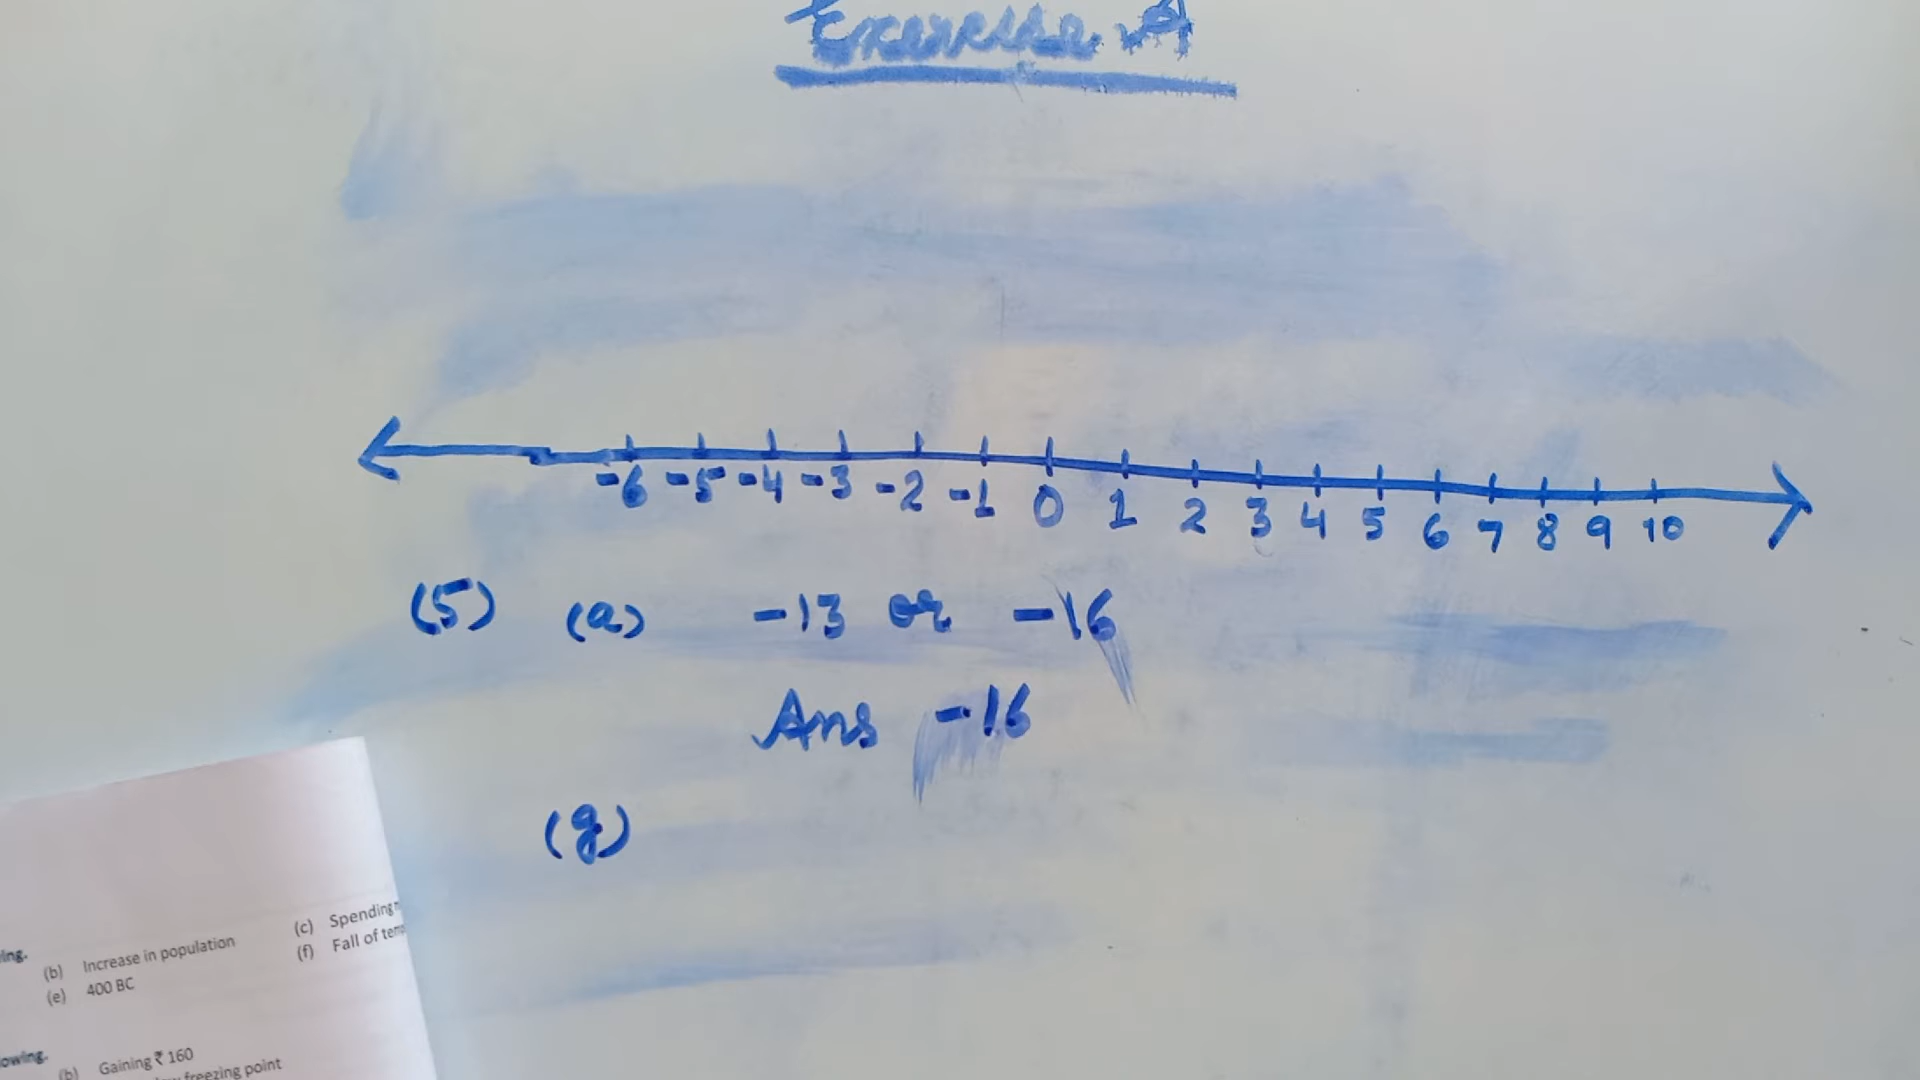 Exercise
-6 -5 -4 -3 -2 -1 0 1 2 3 4 5 6 7 8 9 10
(5) (a) -13 or -16
Ans -16
(g)
(c) Spending
(b) Increase in population
(f) Fall of
(e) 400 BC
(b) Gaining ₹ 160
freezing point